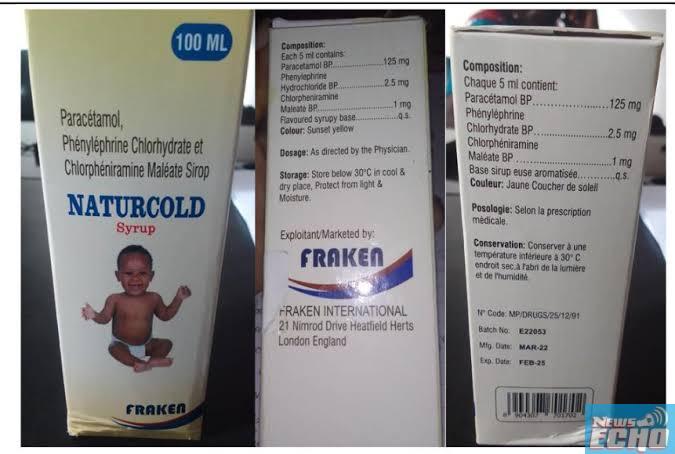 100 ML
Paracétamol,
Phényléphrine Chlorhydrate et
Chlorphéniramine Maléate Sirop
NATURCOLD
Syrup
FRAKEN
Composition:
Each 5 ml contains:
Paracetamol BP..................125 mg
Phenylephrine
Hydrochloride BP...............2.5 mg
Chlorpheniramine
Maleate BP..........................1 mg
Flavoured syrupy base..........q.s.
Colour: Sunset yellow
Dosage: As directed by the Physician.
Storage: Store below 30°C in cool &
dry place, Protect from light &
Moisture.
Exploitant/Marketed by:
FRAKEN
FRAKEN INTERNATIONAL
21 Nimrod Drive Heatfield Herts
London England
Composition:
Chaque 5 ml contient:
Paracétamol BP.....................125 mg
Phényléphrine
Chlorhydrate BP...................2.5 mg
Chlorphéniramine
Maléate BP ............................1 mg
Base sirup euse aromatisée.........q.s.
Couleur: Jaune Coucher de soleil
Posologie: Selon la prescription
médicale.
Conservation: Conserver à une
température inférieure à 30° C
endroit sec.à l'abri de la lumière
et de l'humidité.
N° Code: MP/DRUGS/25/12/91
Batch No: E22053
Mfg. Date: MAR-22
Exp. Date: FEB-25
8 904307 701702
NEWS
ECHO